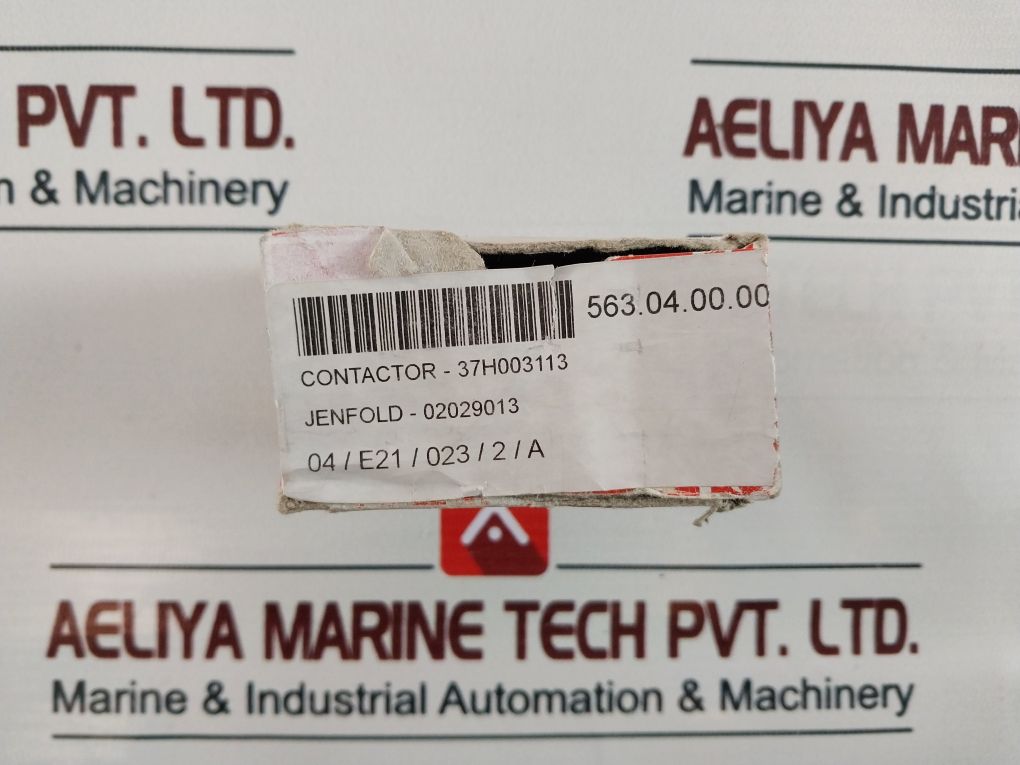 PVT. LTD.
& Machinery
AELIYA MAR
Marine & Industri
563.04.00.00
CONTACTOR - 37H003113
JENFOLD - 02029013
04 / E21 / 023 / 2 / A
AELIYA MARINE TECH PVT. LTD.
Marine & Industrial Automation & Machinery